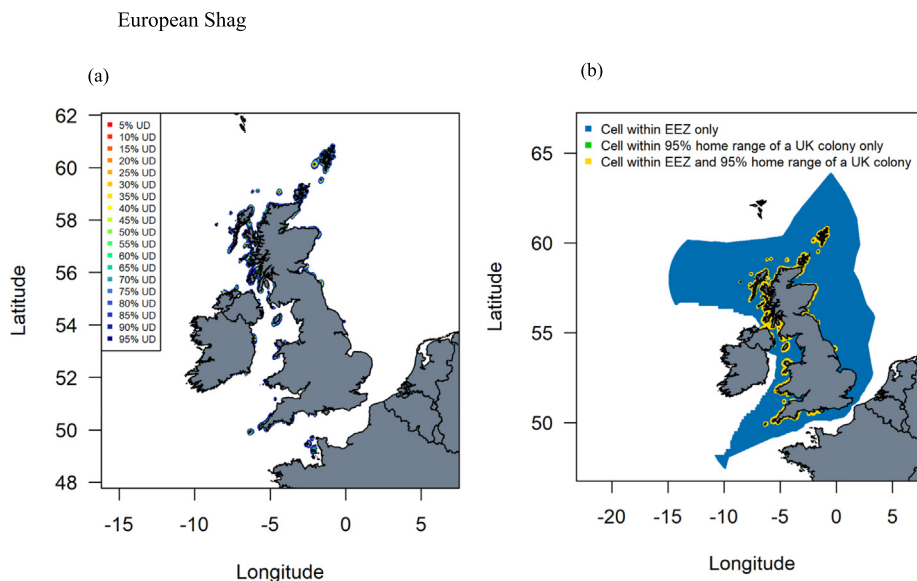 European Shag
(a)
62
60
58
56
54
52
50
48
Latitude
5% UD
10% UD
15% UD
20% UD
25% UD
30% UD
35% UD
40% UD
45% UD
50% UD
55% UD
60% UD
65% UD
70% UD
75% UD
80% UD
85% UD
90% UD
95% UD
-15 -10 -5 0 5
Longitude
(b)
65
60
55
50
Latitude
Cell within EEZ only
Cell within 95% home range of a UK colony only
Cell within EEZ and 95% home range of a UK colony
-20 -15 -10 -5 0 5
Longitude